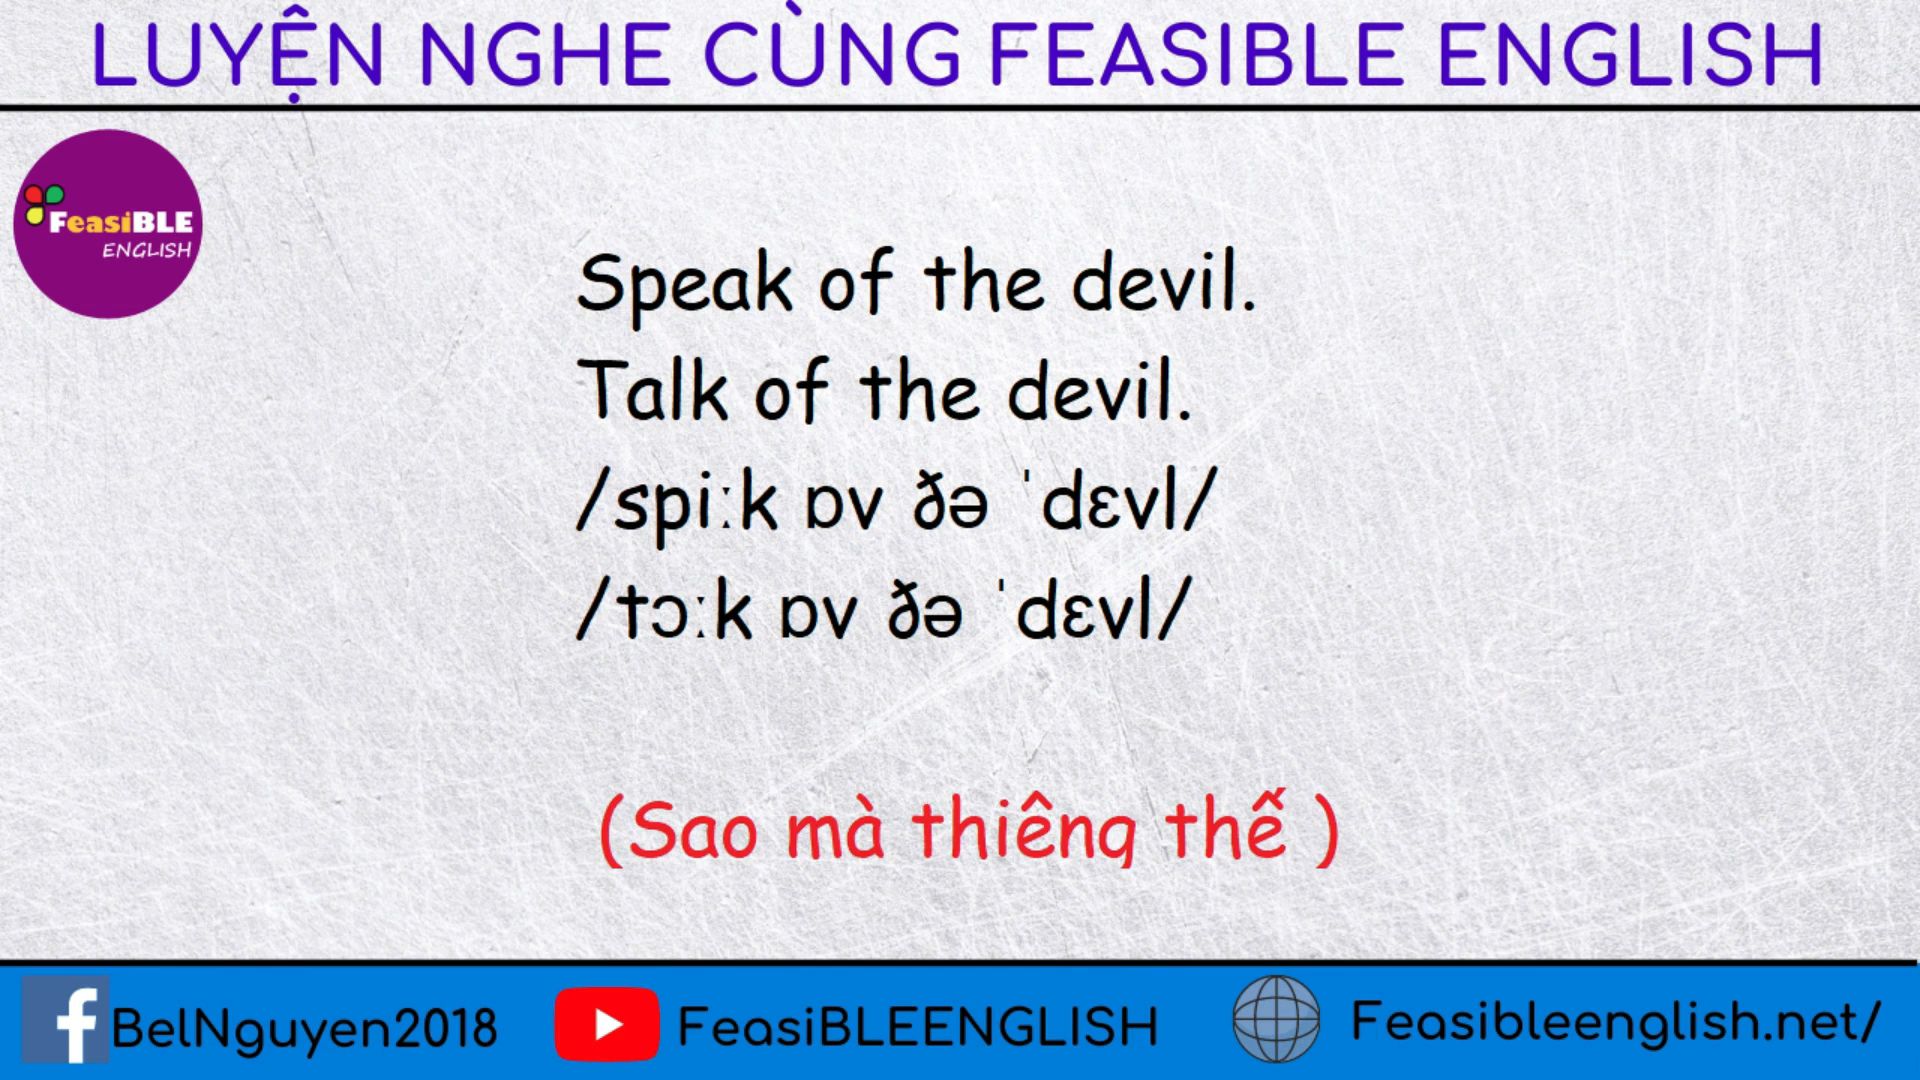 LUYỆN NGHE CÙNG FEASIBLE ENGLISH
FeasiBLE
ENGLISH
Speak of the devil.
Talk of the devil.
/spiːk ɒv ðə ˈdɛvl/
/tɔːk ɒv ðə ˈdɛvl/
(Sao mà thiêng thế )
BelNguyen2018
FeasiBLEENGLISH
Feasibleenglish.net/